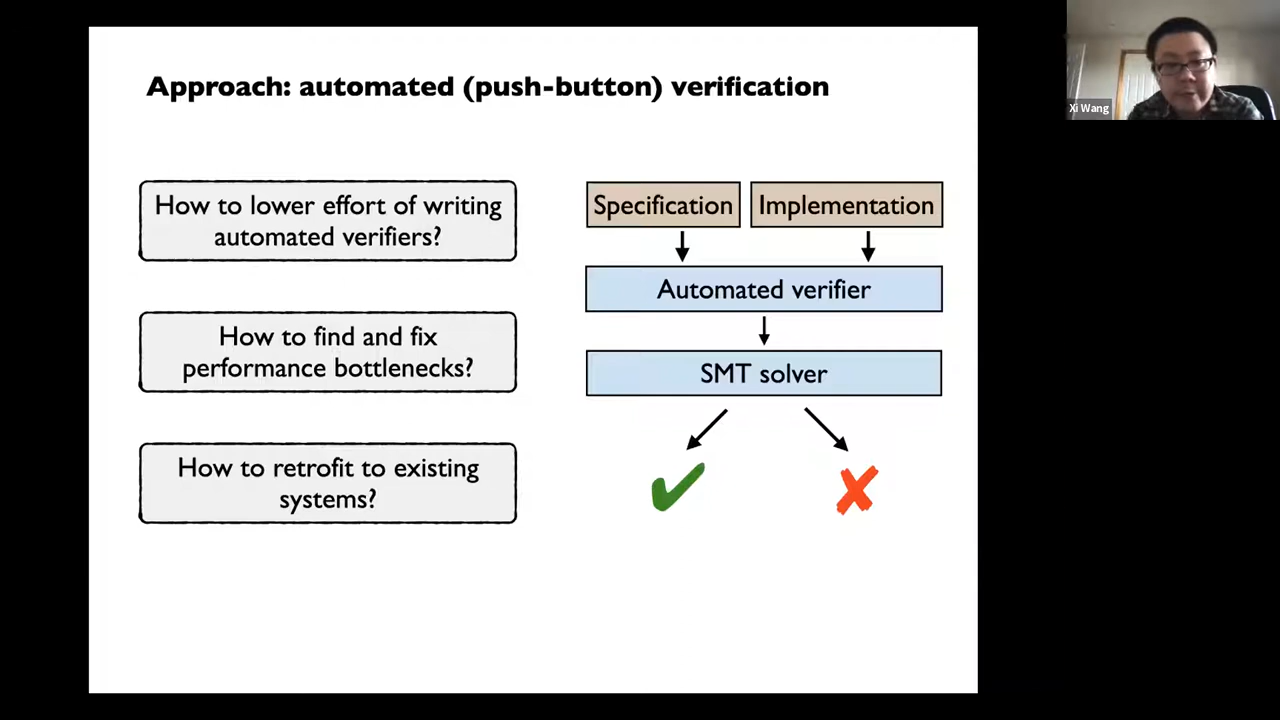 Approach: automated (push-button) verification
Xi Wang
How to lower effort of writing
automated verifiers?
How to find and fix
performance bottlenecks?
How to retrofit to existing
systems?
Specification
Implementation
Automated verifier
SMT solver